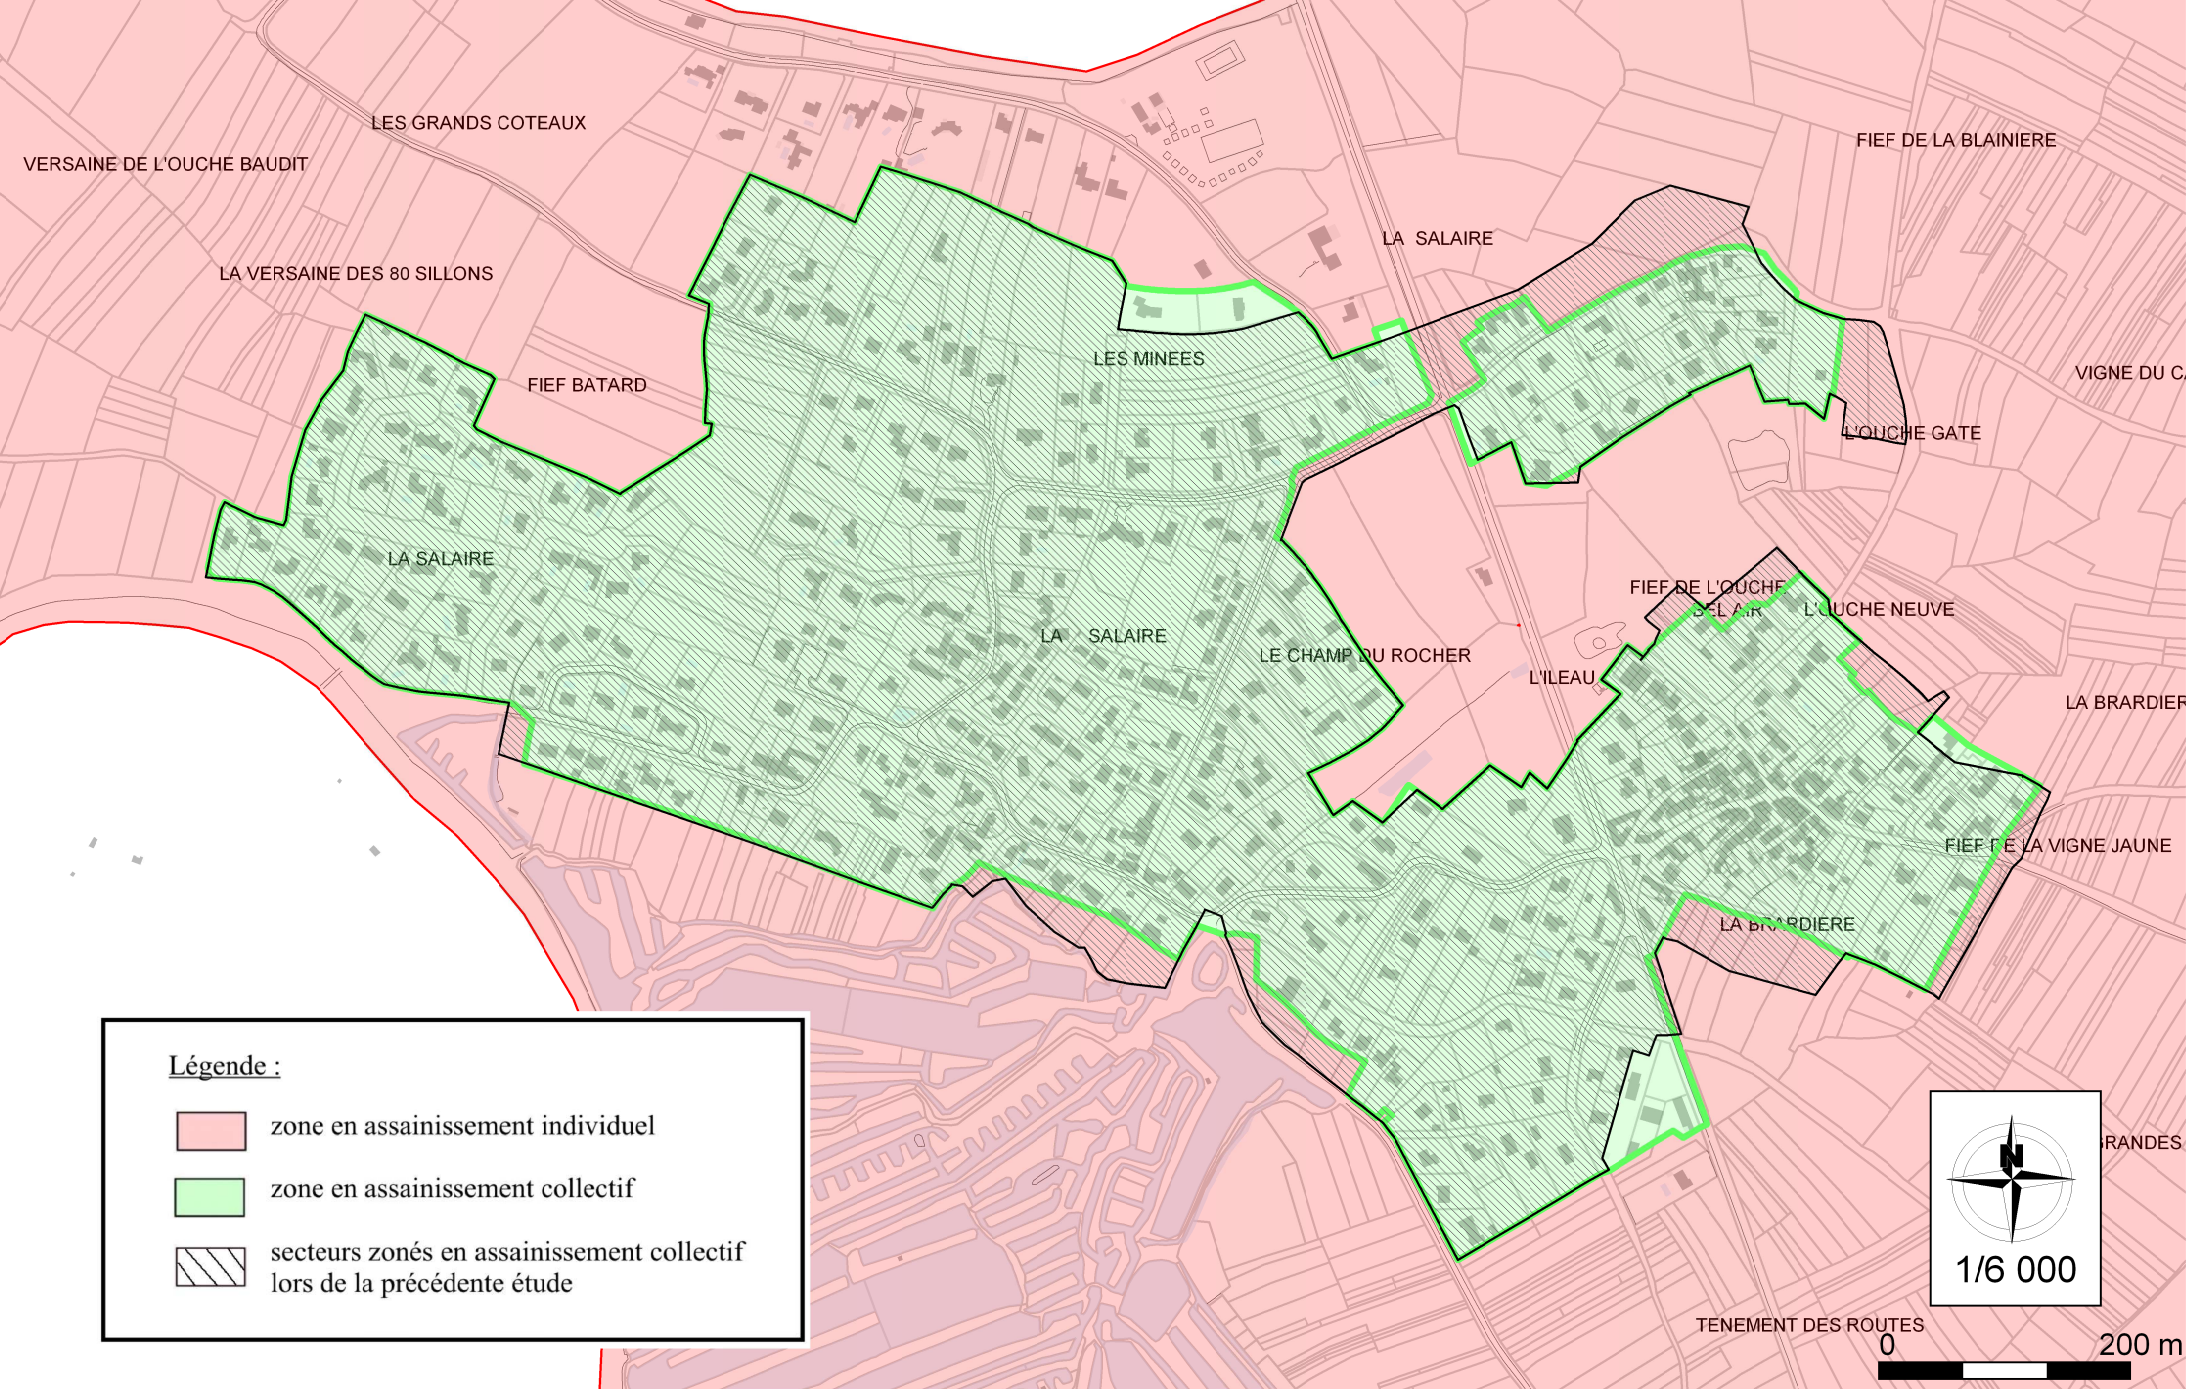 LES GRANDS COTEAUX
VERSAINE DE L'OUCHE BAUDIT
FIEF DE LA BLAINIERE
LA SALAIRE
LA VERSAINE DES 80 SILLONS
LES MINEES
VIGNE DU C
FIEF BATARD
L'OUCHE GATE
LA SALAIRE
FIEF DE L'OUCHE
BEL AIR
L'OUCHE NEUVE
LA SALAIRE
LE CHAMP DU ROCHER
L'ILEAU
LA BRARDIER
FIEF DE LA VIGNE JAUNE
LA BRARDIERE
Légende :
zone en assainissement individuel
zone en assainissement collectif
secteurs zonés en assainissement collectif
lors de la précédente étude
N
1/6 000
GRANDES
TENEMENT DES ROUTES
0
200 m